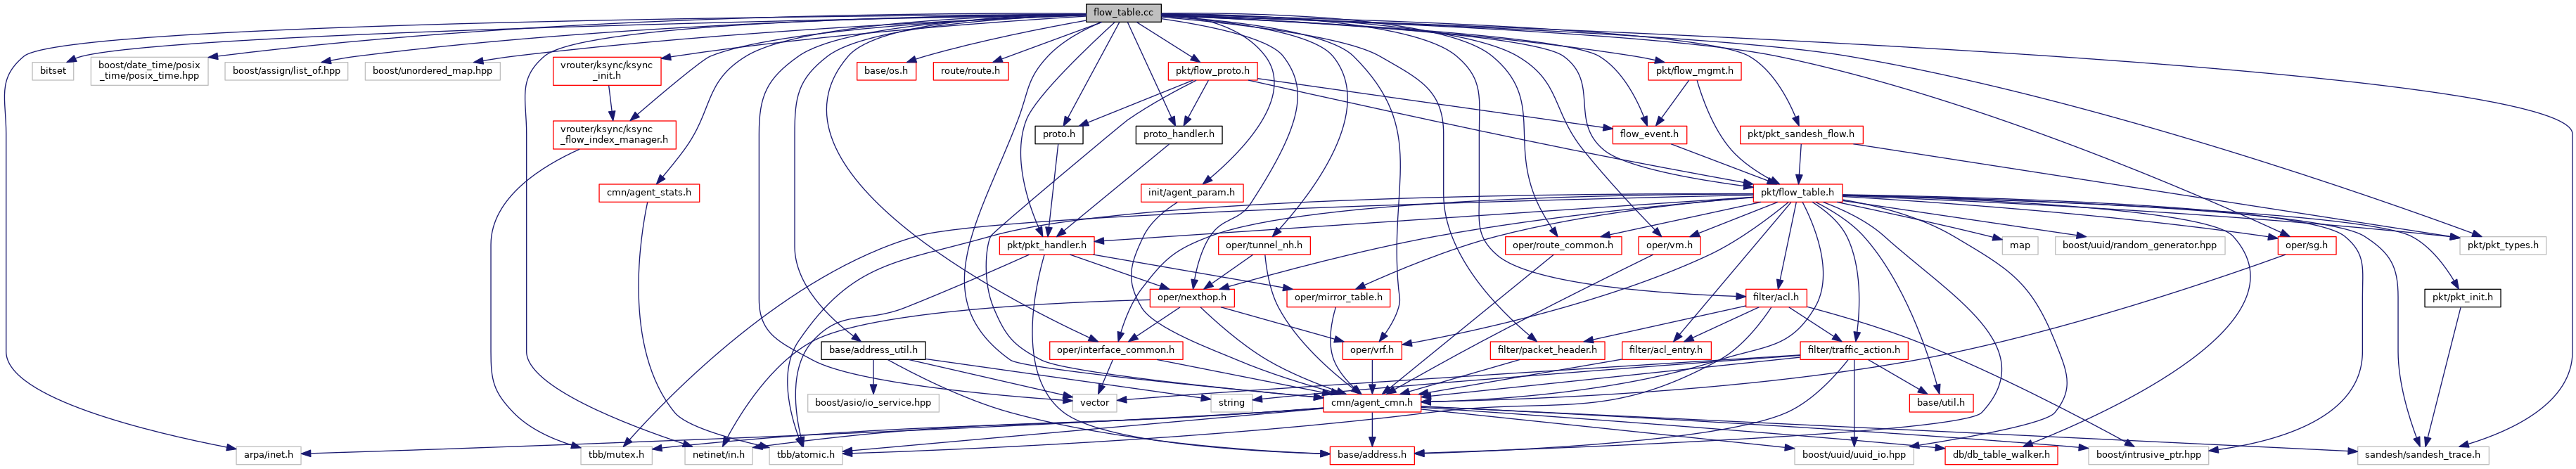 flow_table.cc
bitset
boost/date_time/posix
_time/posix_time.hpp
boost/assign/list_of.hpp
boost/unordered_map.hpp
vrouter/ksync/ksync
_init.h
base/os.h
route/route.h
pkt/flow_proto.h
pkt/flow_mgmt.h
vrouter/ksync/ksync
_flow_index_manager.h
proto.h
proto_handler.h
flow_event.h
pkt/pkt_sandesh_flow.h
cmn/agent_stats.h
init/agent_param.h
pkt/flow_table.h
pkt/pkt_handler.h
oper/tunnel_nh.h
oper/route_common.h
oper/vm.h
map
boost/uuid/random_generator.hpp
oper/sg.h
pkt/pkt_types.h
oper/nexthop.h
oper/mirror_table.h
filter/acl.h
pkt/pkt_init.h
base/address_util.h
oper/interface_common.h
oper/vrf.h
filter/packet_header.h
filter/acl_entry.h
filter/traffic_action.h
boost/asio/io_service.hpp
vector
string
cmn/agent_cmn.h
base/util.h
arpa/inet.h
tbb/mutex.h
netinet/in.h
tbb/atomic.h
base/address.h
boost/uuid/uuid_io.hpp
db/db_table_walker.h
boost/intrusive_ptr.hpp
sandesh/sandesh_trace.h